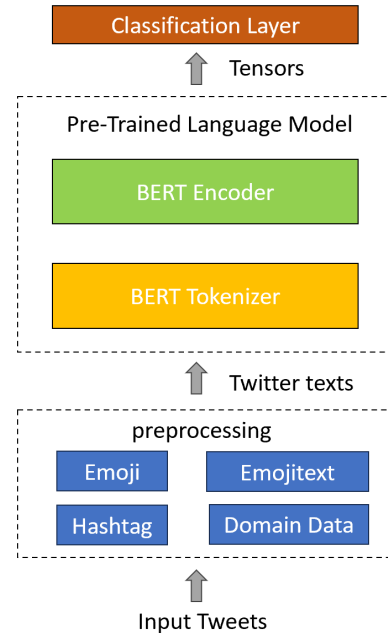 Classification Layer
Tensors
Pre-Trained Language Model
BERT Encoder
BERT Tokenizer
Twitter texts
preprocessing
Emoji
Emojitext
Hashtag
Domain Data
Input Tweets